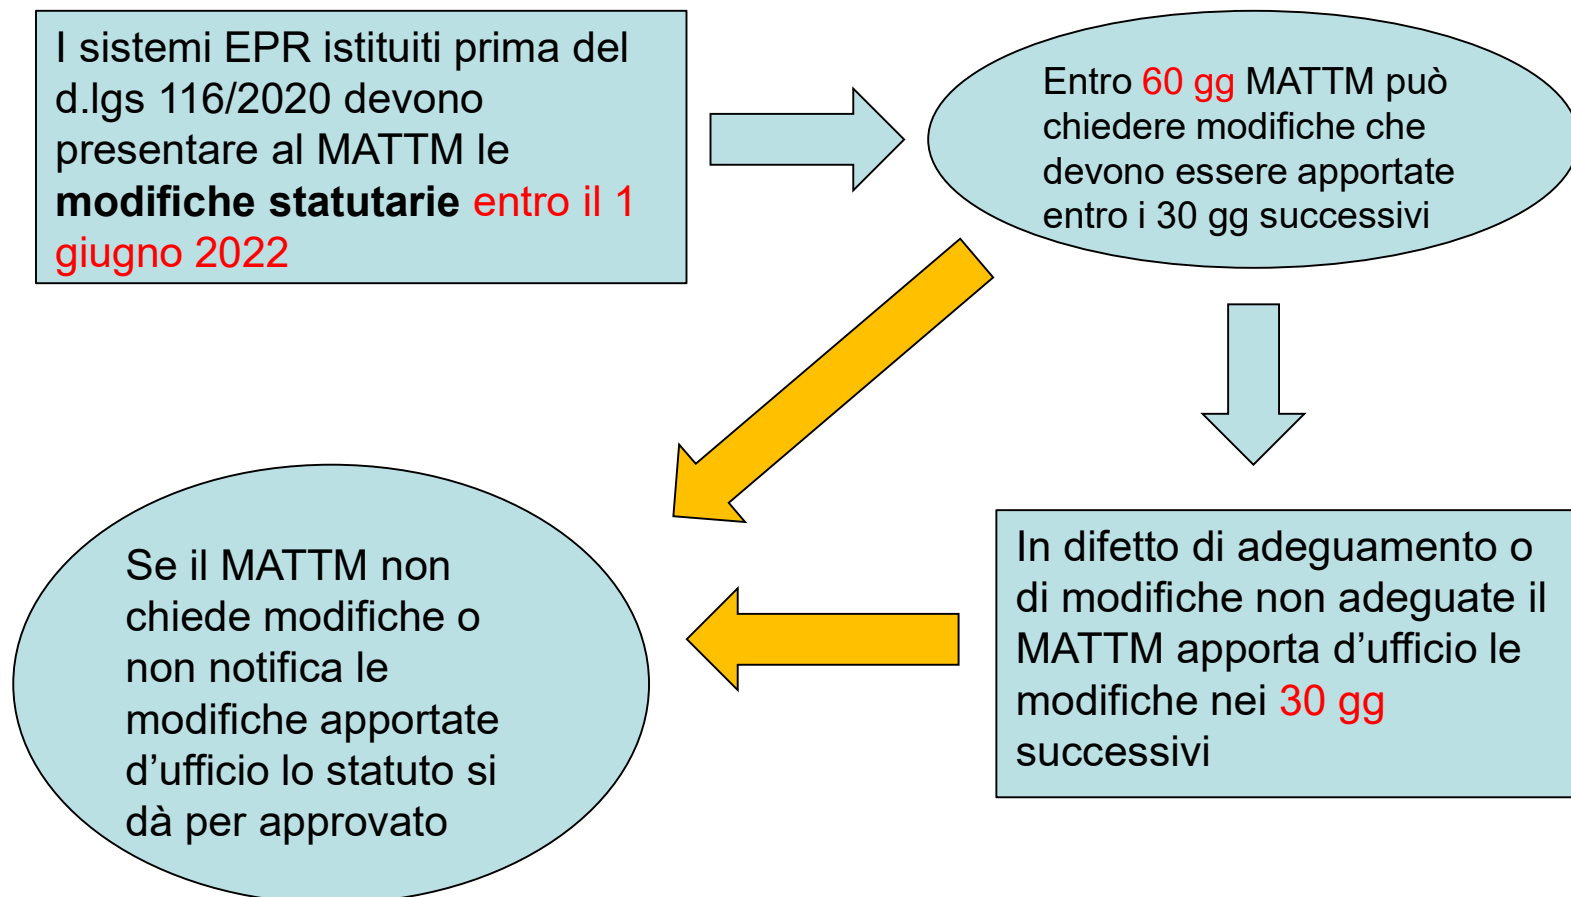 I sistemi EPR istituiti prima del
d.lgs 116/2020 devono
presentare al MATTM le
modifiche statutarie entro il 1
giugno 2022
Entro 60 gg MATTM può
chiedere modifiche che
devono essere apportate
entro i 30 gg successivi
In difetto di adeguamento o
di modifiche non adeguate il
MATTM apporta d’ufficio le
modifiche nei 30 gg
successivi
Se il MATTM non
chiede modifiche o
non notifica le
modifiche apportate
d’ufficio lo statuto si
dà per approvato